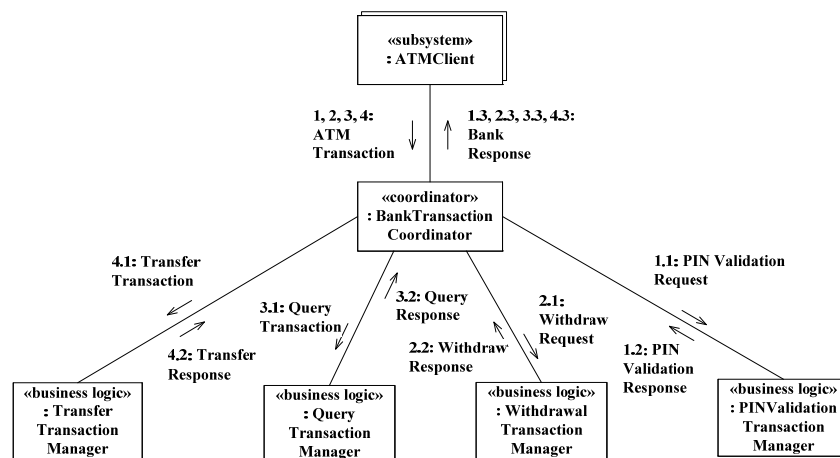 «subsystem»
: ATMClient
1, 2, 3, 4:
ATM
Transaction
1.3, 2.3, 3.3, 4.3:
Bank
Response
«coordinator»
: BankTransaction
Coordinator
4.1: Transfer
Transaction
4.2: Transfer
Response
3.1: Query
Transaction
3.2: Query
Response
2.1:
Withdraw
Request
2.2: Withdraw
Response
1.1: PIN Validation
Request
1.2: PIN
Validation
Response
«business logic»
: Transfer
Transaction
Manager
«business logic»
: Query
Transaction
Manager
«business logic»
: Withdrawal
Transaction
Manager
«business logic»
: PINValidation
Transaction
Manager